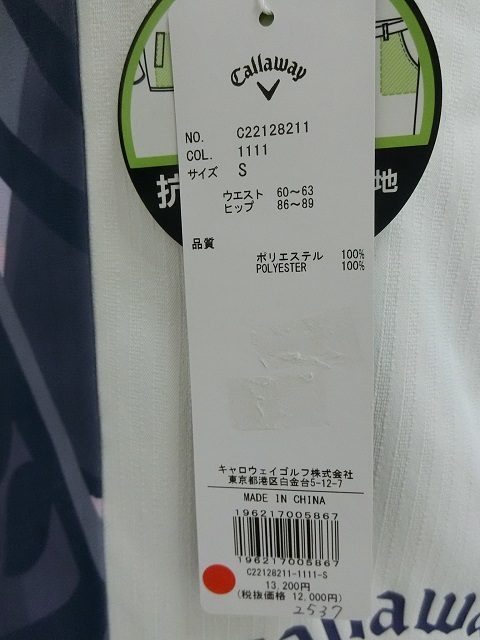 Callaway
NO. C22128211
COL. 1111
サイズ S
ウエスト 60~63
ヒップ 86~89
品質
ポリエステル 100%
POLYESTER 100%
キャロウェイゴルフ株式会社
東京都港区白金台5-12-7
MADE IN CHINA
196217005867
196217005867
C22128211-1111-S
13,200円
(税抜価格 12,000円)
2537
抗
地
Callaway